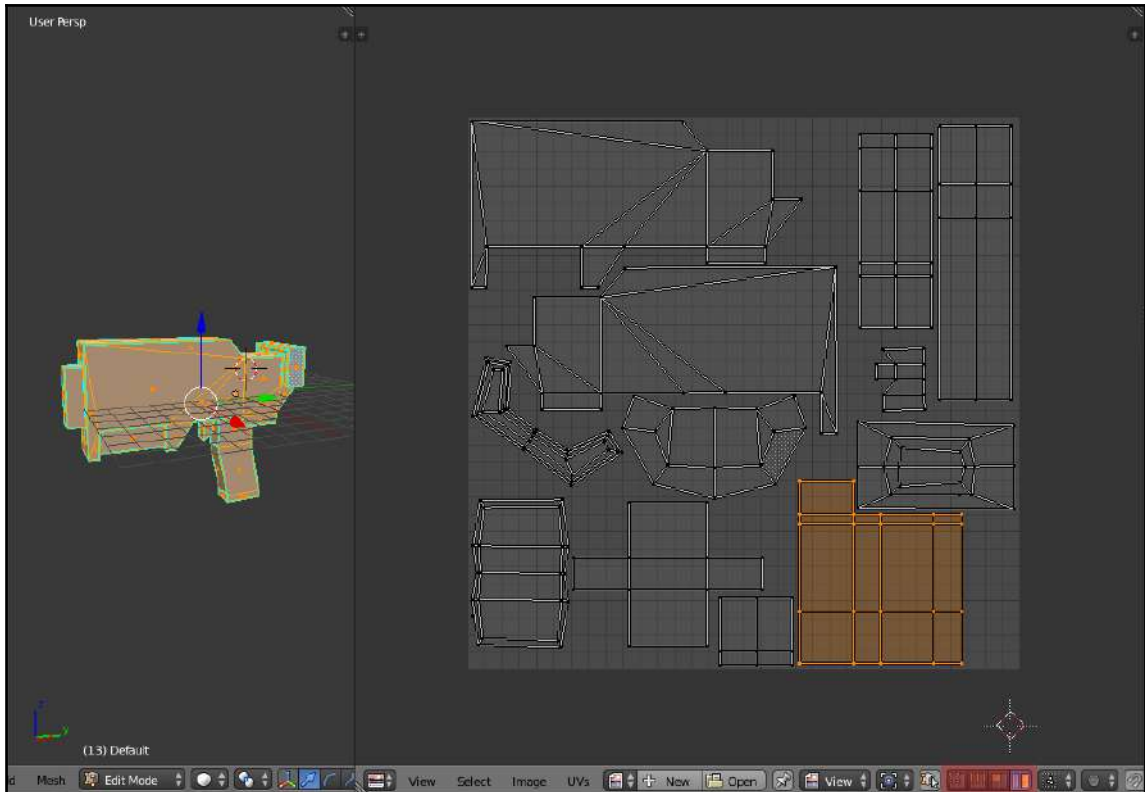 User Persp
z
y
(13) Default
Mesh Edit Mode
View Select Image UVs New Open View